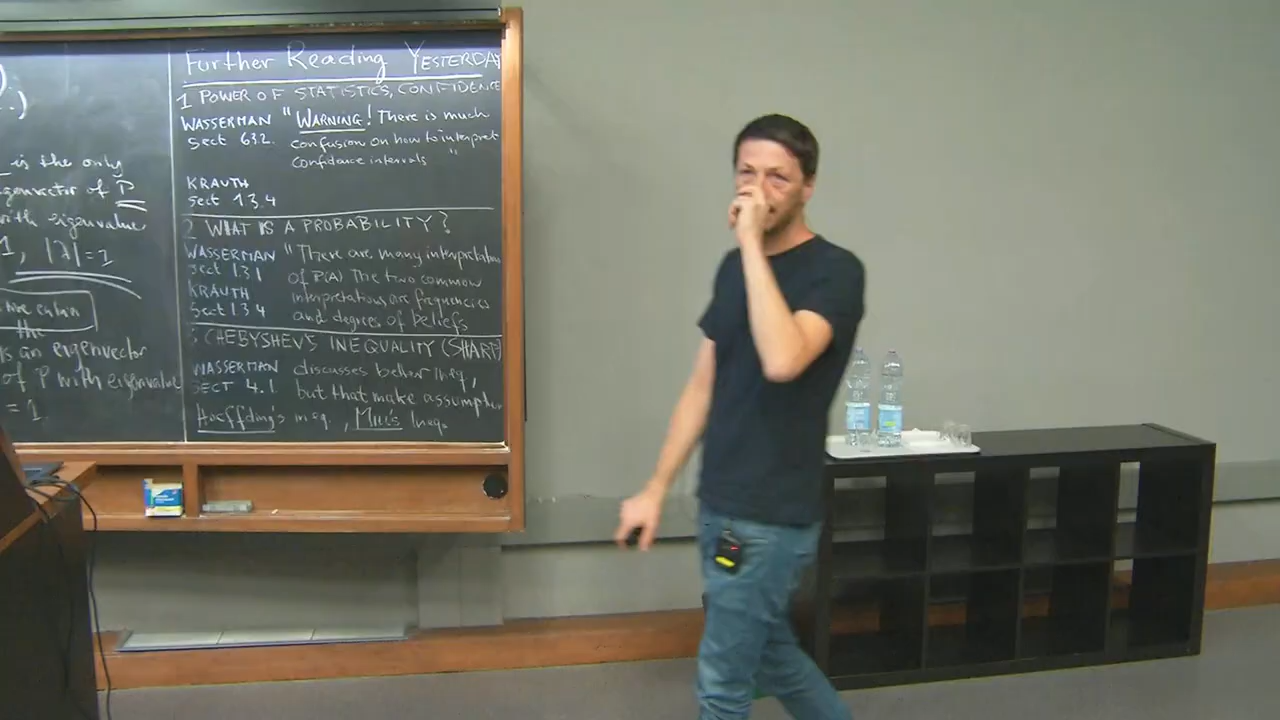 )
..)
is the only
genvector of P
with eigenvalue
1, |λ|=1
the
is an eigenvector
of P with eigenvalue
= 1
Further Reading YESTERDAY
1 POWER OF STATISTICS, CONFIDENCE
WASSERMAN "WARNING! There is much
sect 6.3.2. confusion on how to interpret
confidence intervals "
KRAUTH
sect 1.3.4
2 WHAT IS A PROBABILITY?
WASSERMAN "There are many interpretations
sect 1.3.1 of P(A) The two common
KRAUTH interpretations are frequencies
sect 1.3.4 and degrees of beliefs
CHEBYSHEV'S INEQUALITY (SHARP)
WASSERMAN discusses better ineq,
SECT 4.1 but that make assumption
Hoeffding's ineq, Mill's Ineq.